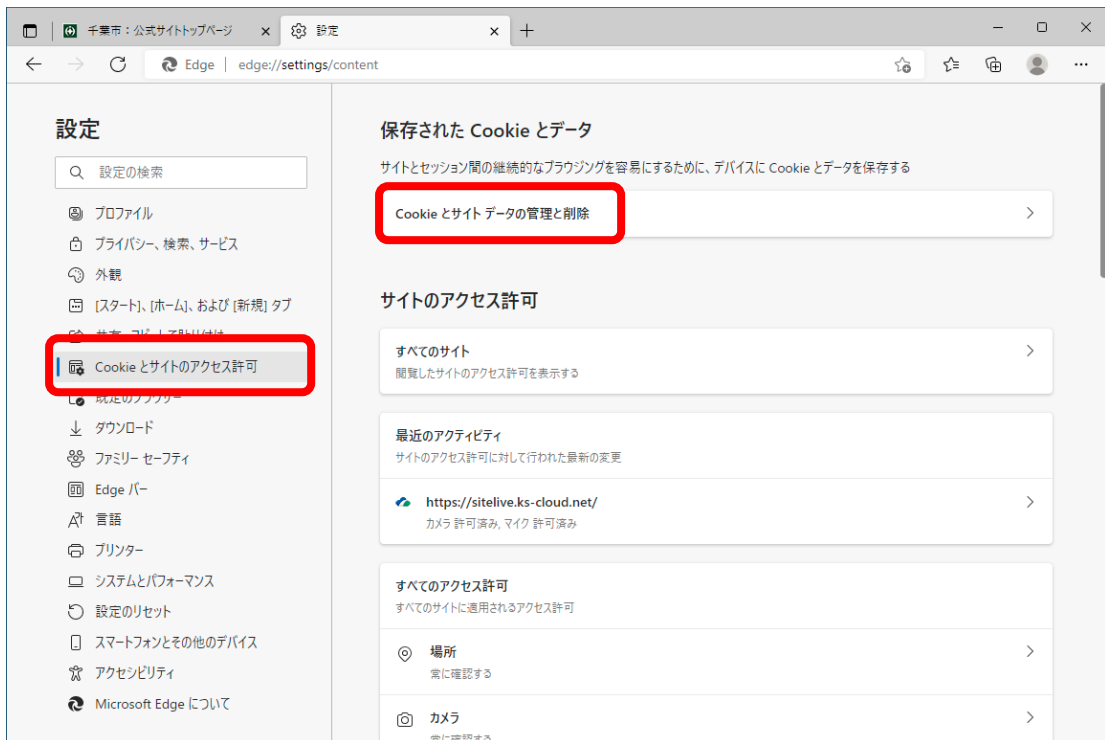 千葉市：公式サイトトップページ
設定
Edge
edge://settings/content
設定
設定の検索
プロファイル
プライバシー、検索、サービス
外観
[スタート]、[ホーム]、および [新規] タブ
Cookie とサイトのアクセス許可
既定のブラウザー
ダウンロード
ファミリー セーフティ
Edge バー
言語
プリンター
システムとパフォーマンス
設定のリセット
スマートフォンとその他のデバイス
アクセシビリティ
Microsoft Edge について
保存された Cookie とデータ
サイトとセッション間の継続的なブラウジングを容易にするために、デバイスに Cookie とデータを保存する
Cookie とサイト データの管理と削除
サイトのアクセス許可
すべてのサイト
閲覧したサイトのアクセス許可を表示する
最近のアクティビティ
サイトのアクセス許可に対して行われた最新の変更
https://sitelive.ks-cloud.net/
カメラ 許可済み, マイク 許可済み
すべてのアクセス許可
すべてのサイトに適用されるアクセス許可
場所
常に確認する
カメラ
常に確認する